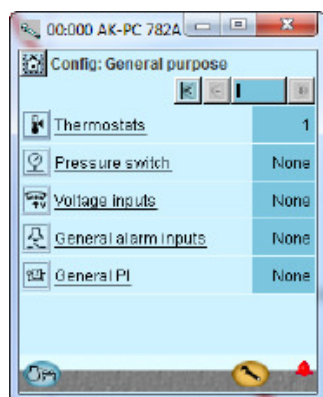 00:000 AK-PC 782A
Config: General purpose
Thermostats 1
Pressure switch None
Voltage inputs None
General alarm inputs None
General PI None